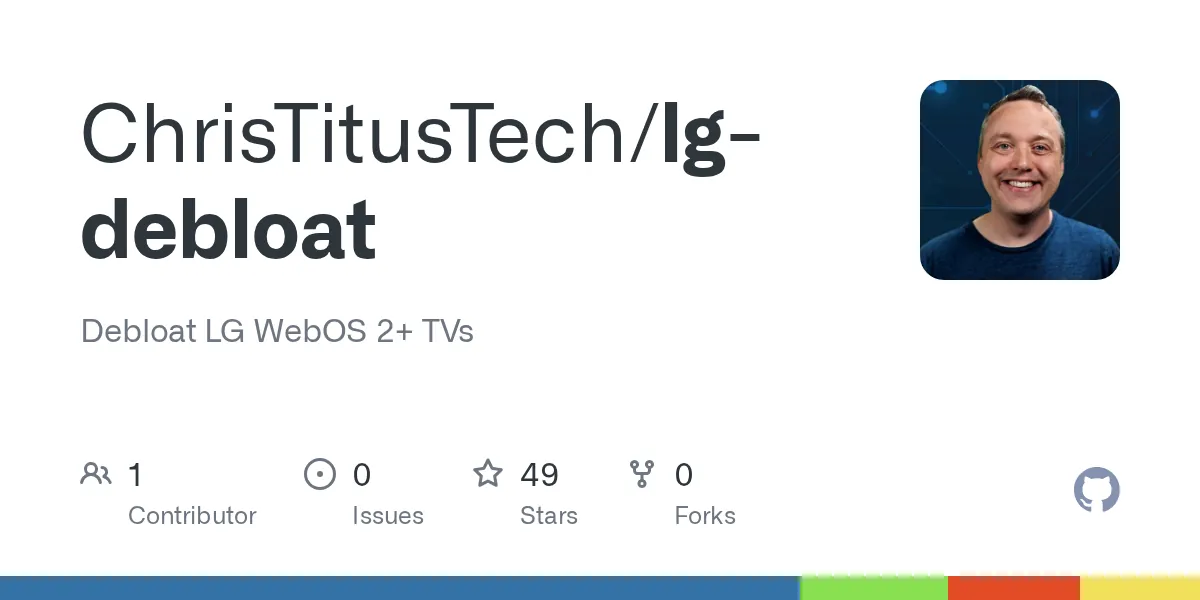 ChrisTitusTech/lg-
debloat
Debloat LG WebOS 2+ TVs
1
Contributor
0
Issues
49
Stars
0
Forks